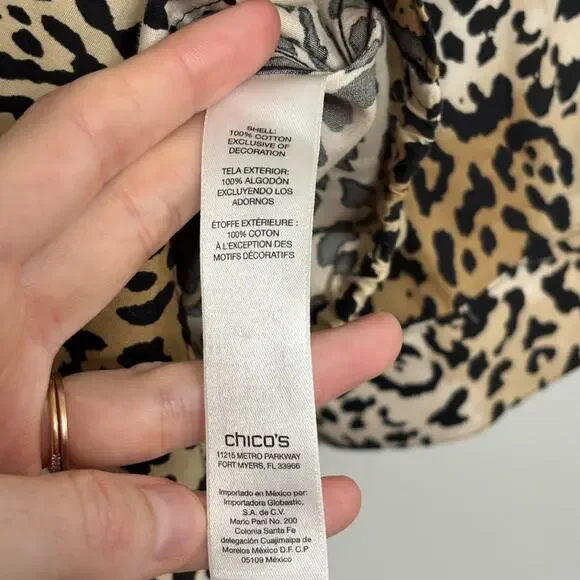 SHELL:
100% COTTON
EXCLUSIVE OF
DECORATION
TELA EXTERIOR:
100% ALGODÓN
EXCLUYENDO LOS
ADORNOS
ÉTOFFE EXTÉRIEURE :
100% COTON
À L'EXCEPTION DES
MOTIFS DÉCORATIFS
chico's
11215 METRO PARKWAY
FORT MYERS, FL 33966
Importado en México por:
Importadora Globastic,
S.A. de C.V.
Mario Pani No. 200
Colonia Santa Fe
delegación Cuajimalpa de
Morelos México D.F. C.P
05109 México